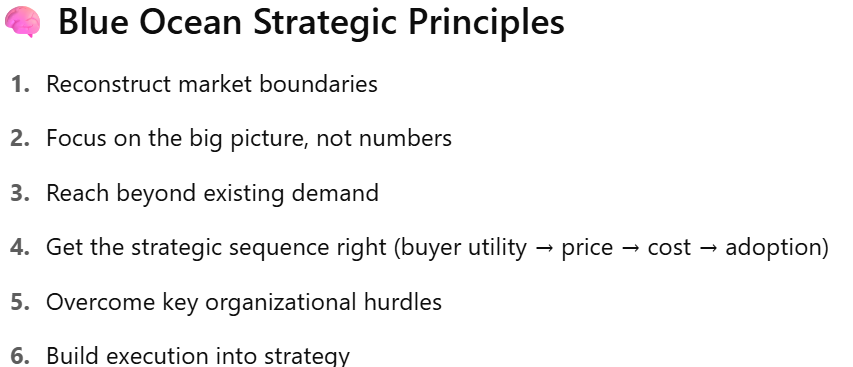 🧠 Blue Ocean Strategic Principles
1. Reconstruct market boundaries
2. Focus on the big picture, not numbers
3. Reach beyond existing demand
4. Get the strategic sequence right (buyer utility → price → cost → adoption)
5. Overcome key organizational hurdles
6. Build execution into strategy